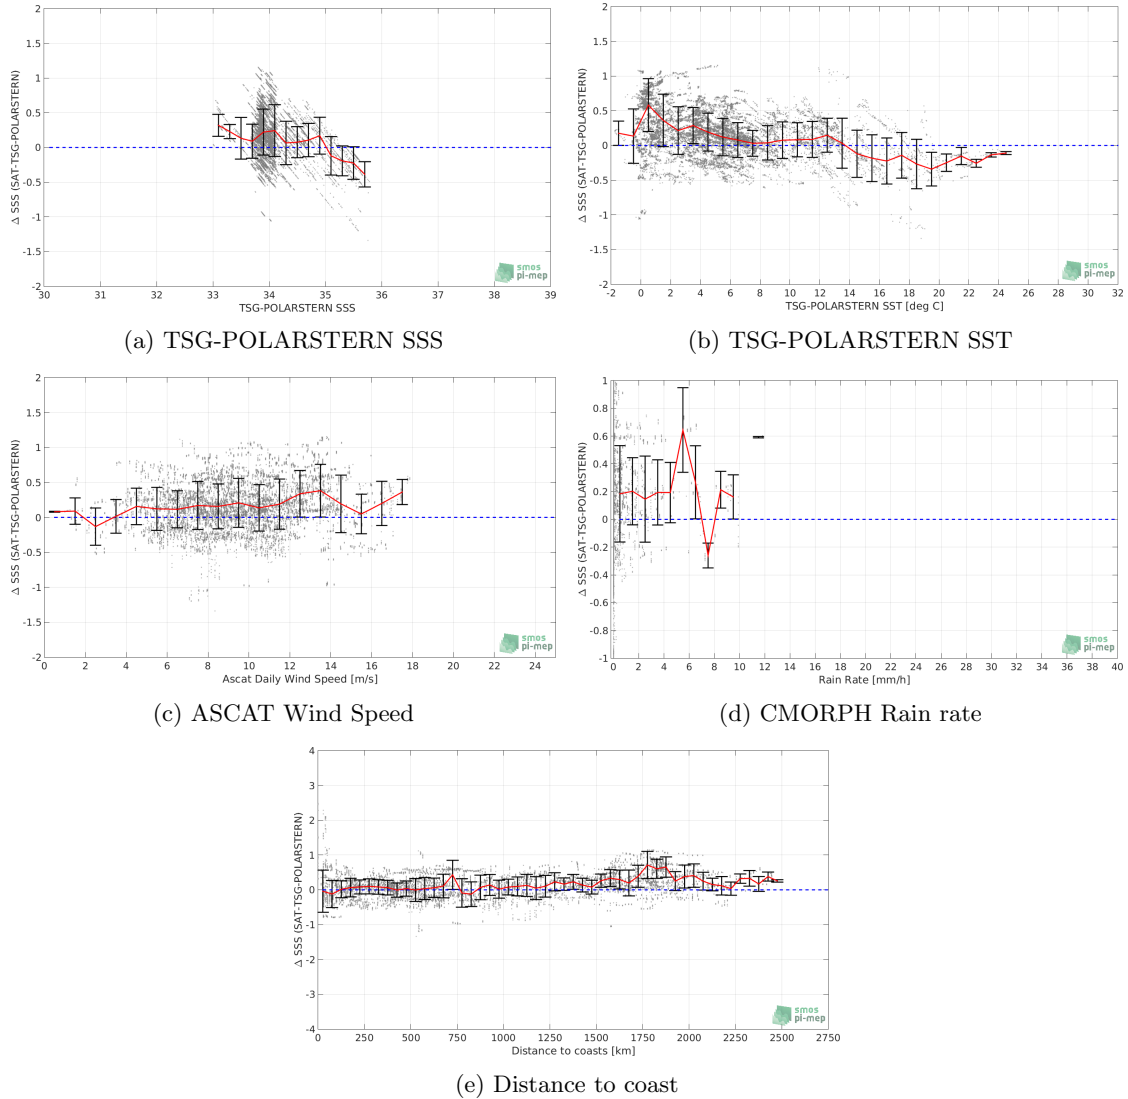 2
1.5
1
0.5
0
-0.5
-1
-1.5
-2
Δ SSS (SAT-TSG-POLARSTERN)
30 31 32 33 34 35 36 37 38 39
TSG-POLARSTERN SSS
smos
pi-mep
(a) TSG-POLARSTERN SSS
2
1.5
1
0.5
0
-0.5
-1
-1.5
-2
Δ SSS (SAT-TSG-POLARSTERN)
-2 0 2 4 6 8 10 12 14 16 18 20 22 24 26 28 30 32
TSG-POLARSTERN SST [deg C]
smos
pi-mep
(b) TSG-POLARSTERN SST
2
1.5
1
0.5
0
-0.5
-1
-1.5
-2
Δ SSS (SAT-TSG-POLARSTERN)
0 2 4 6 8 10 12 14 16 18 20 22 24
Ascat Daily Wind Speed [m/s]
smos
pi-mep
(c) ASCAT Wind Speed
1
0.8
0.6
0.4
0.2
0
-0.2
-0.4
-0.6
-0.8
-1
Δ SSS (SAT-TSG-POLARSTERN)
0 2 4 6 8 10 12 14 16 18 20 22 24 26 28 30 32 34 36 38 40
Rain Rate [mm/h]
smos
pi-mep
(d) CMORPH Rain rate
4
3
2
1
0
-1
-2
-3
-4
Δ SSS (SAT-TSG-POLARSTERN)
0 250 500 750 1000 1250 1500 1750 2000 2250 2500 2750
Distance to coasts [km]
smos
pi-mep
(e) Distance to coast